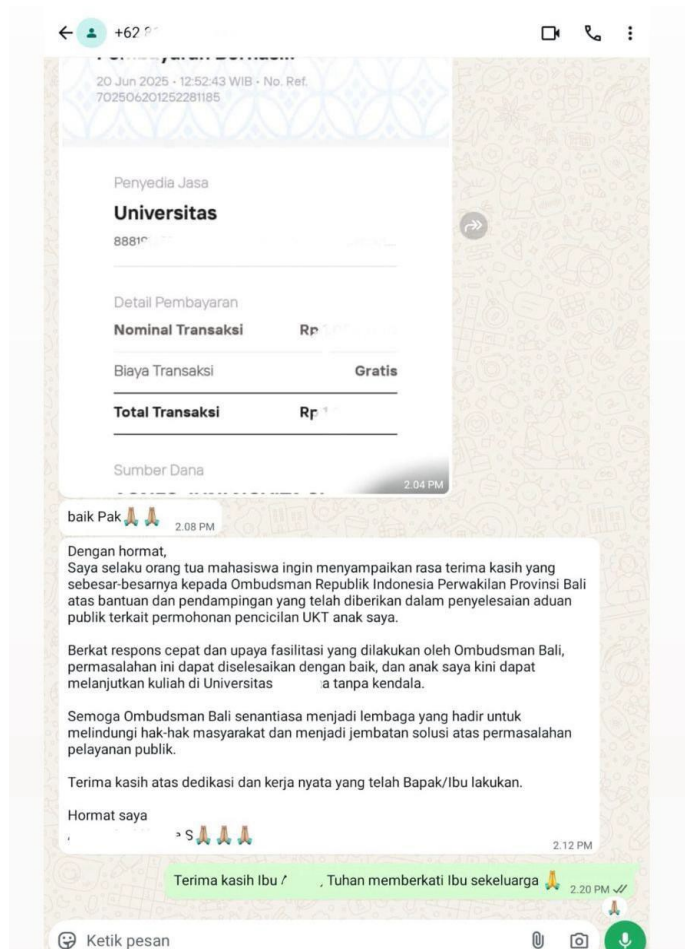 +62 8
20 Jun 2025 • 12:52:43 WIB • No. Ref.
702506201252281185
Penyedia Jasa
Universitas
8881
Detail Pembayaran
Nominal Transaksi Rp
Biaya Transaksi Gratis
Total Transaksi Rp 1
Sumber Dana
2.04 PM
baik Pak🙏🏼🙏🏼
2.08 PM
Dengan hormat,
Saya selaku orang tua mahasiswa ingin menyampaikan rasa terima kasih yang
sebesar-besarnya kepada Ombudsman Republik Indonesia Perwakilan Provinsi Bali
atas bantuan dan pendampingan yang telah diberikan dalam penyelesaian aduan
publik terkait permohonan pencicilan UKT anak saya.
Berkat respons cepat dan upaya fasilitasi yang dilakukan oleh Ombudsman Bali,
permasalahan ini dapat diselesaikan dengan baik, dan anak saya kini dapat
melanjutkan kuliah di Universitas a tanpa kendala.
Semoga Ombudsman Bali senantiasa menjadi lembaga yang hadir untuk
melindungi hak-hak masyarakat dan menjadi jembatan solusi atas permasalahan
pelayanan publik.
Terima kasih atas dedikasi dan kerja nyata yang telah Bapak/Ibu lakukan.
Hormat saya
S🙏🏼🙏🏼🙏🏼
2.12 PM
Terima kasih Ibu , Tuhan memberkati Ibu sekeluarga 🙏
2.20 PM
Ketik pesan